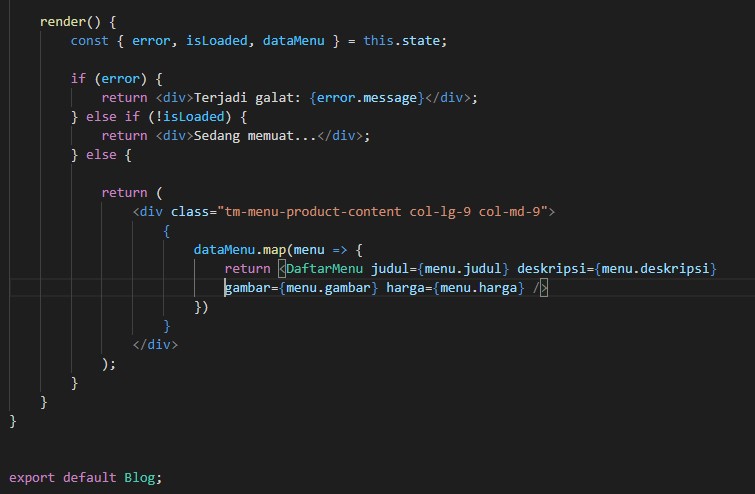 render() {
const { error, isLoaded, dataMenu } = this.state;
if (error) {
return <div>Terjadi galat: {error.message}</div>;
} else if (!isLoaded) {
return <div>Sedang memuat...</div>;
} else {
return (
<div class="tm-menu-product-content col-lg-9 col-md-9">
{
dataMenu.map(menu => {
return <DaftarMenu judul={menu.judul} deskripsi={menu.deskripsi}
gambar={menu.gambar} harga={menu.harga} />
})
}
</div>
);
}
}
}
export default Blog;